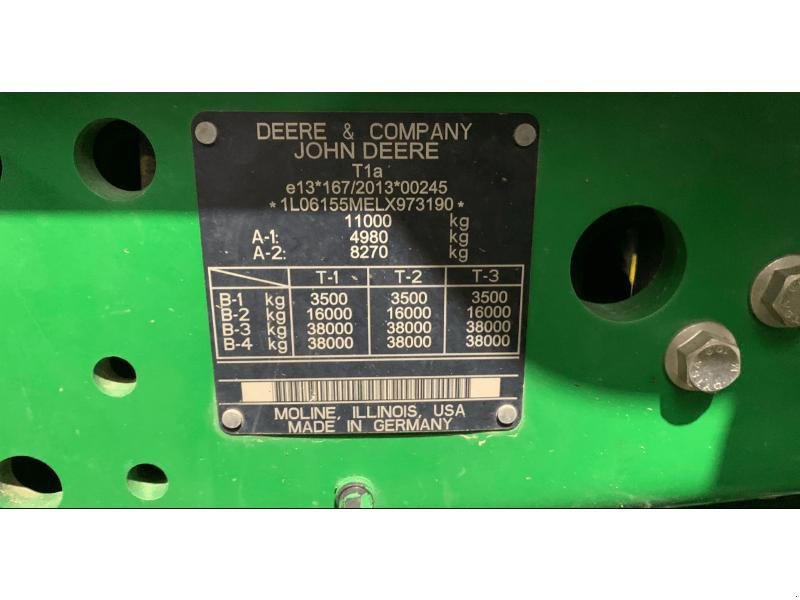 DEERE & COMPANY
JOHN DEERE
T1a
e13*167/2013*00245
*1L06155MELX973190*
11000 kg
A-1: 4980 kg
A-2: 8270 kg
T-1 T-2 T-3
B-1 kg 3500 3500 3500
B-2 kg 16000 16000 16000
B-3 kg 38000 38000 38000
B-4 kg 38000 38000 38000
MOLINE, ILLINOIS, USA
MADE IN GERMANY